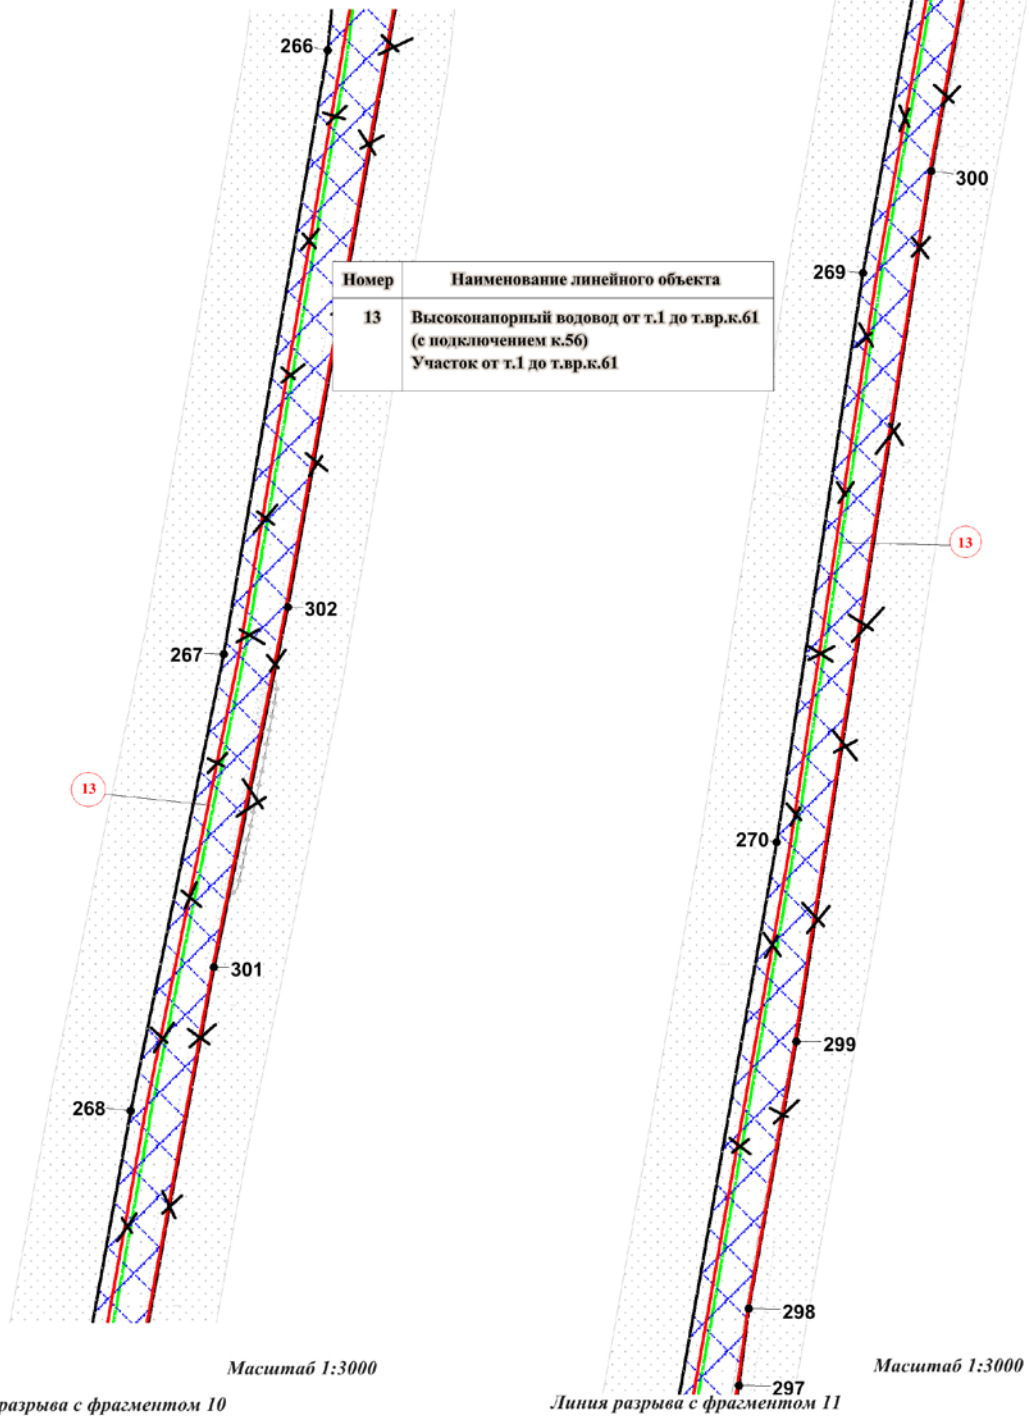 266
300
269
Номер Наименование линейного объекта
13 Высоконапорный водовод от т.1 до т.вр.к.61
(с подключением к.56)
Участок от т.1 до т.вр.к.61
13
302
267
13
270
301
299
268
298
Масштаб 1:3000
Масштаб 1:3000
297
разрыва с фрагментом 10
Линия разрыва с фрагментом 11